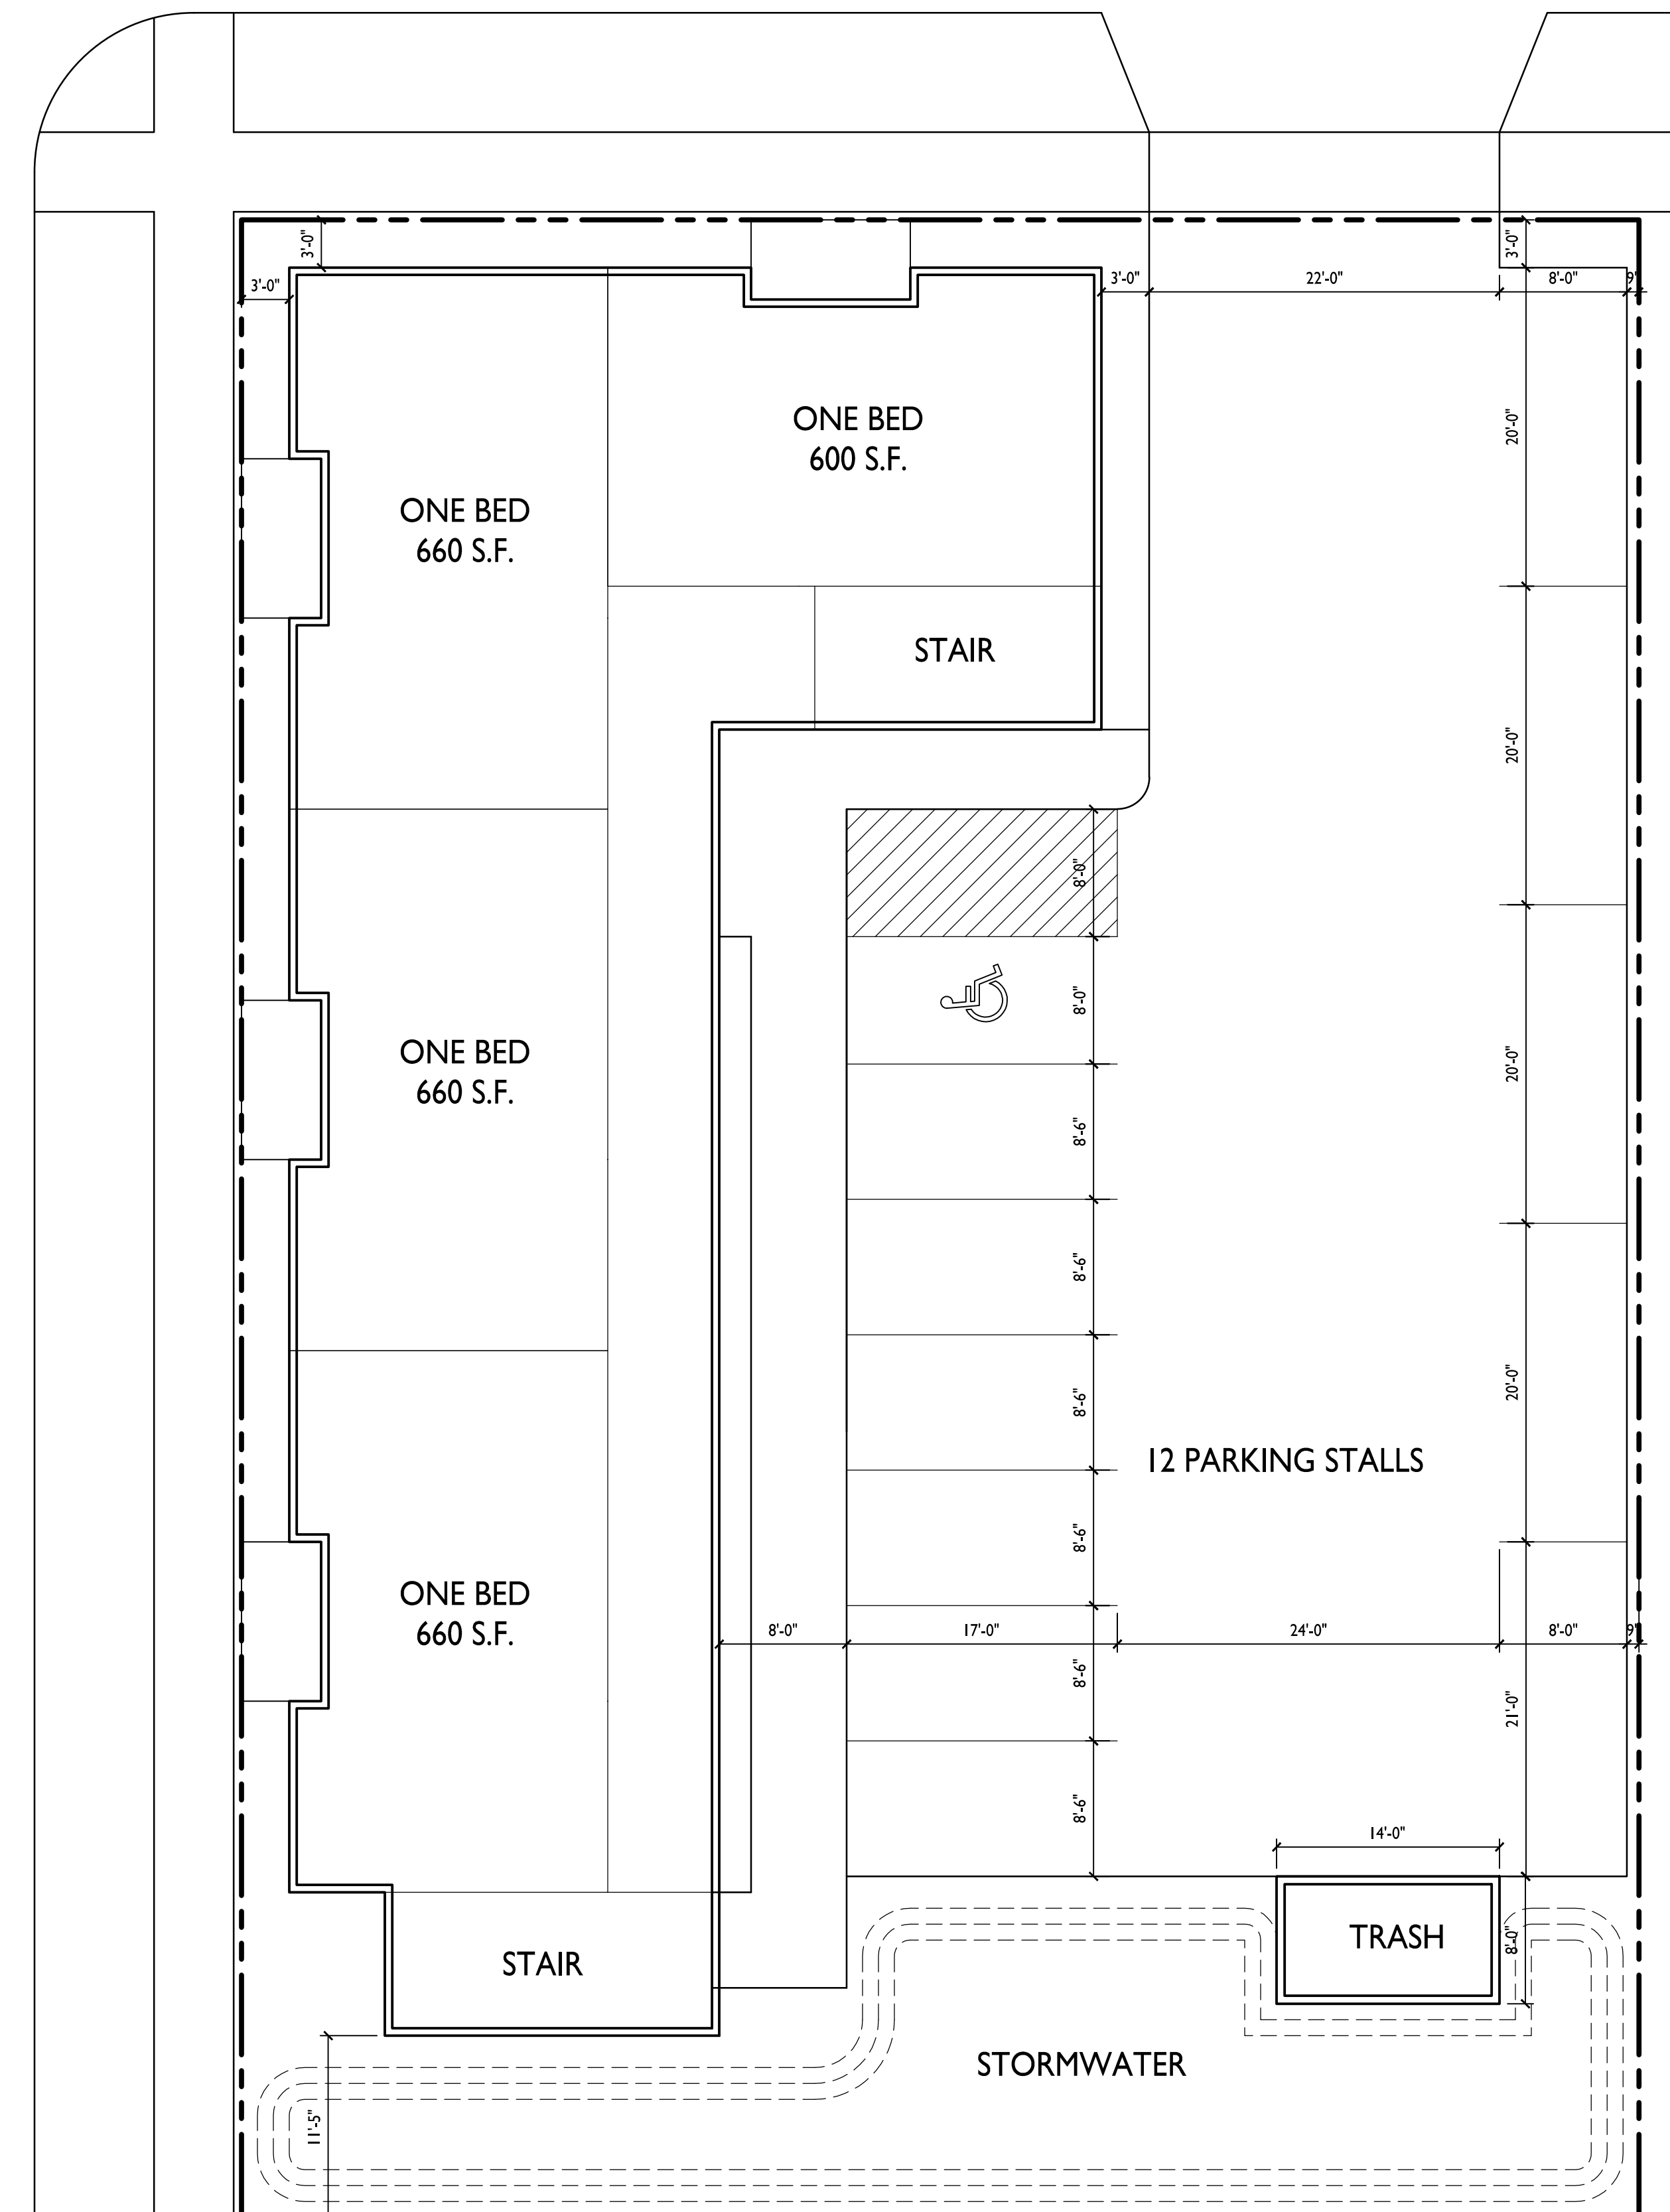 3'-0"
3'-0"
3'-0"
3'-0"
22'-0"
8'-0"
9"
ONE BED
600 S.F.
20'-0"
ONE BED
660 S.F.
STAIR
20'-0"
8'-0"
8'-0"
ONE BED
660 S.F.
20'-0"
8'-6"
8'-6"
8'-6"
20'-0"
12 PARKING STALLS
8'-6"
ONE BED
660 S.F.
8'-0"
17'-0"
24'-0"
8'-0"
9"
8'-6"
21'-0"
8'-6"
14'-0"
TRASH
8'-0"
STAIR
STORMWATER
11'-5"